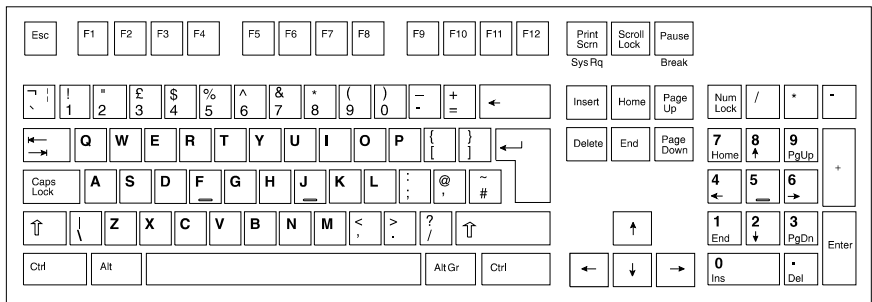 Esc F1 F2 F3 F4 F5 F6 F7 F8 F9 F10 F11 F12 Print Scrn Scroll Lock Pause
Sys Rq Break
¬ ¦ ! " £ $ % ^ & * ( ) — +
` 1 2 3 4 5 6 7 8 9 0 - = ← Insert Home Page Up Num Lock / * -
Q W E R T Y U I O P { }
[ ] Delete End Page Down 7 Home 8 ↑ 9 PgUp +
Caps Lock A S D F G H J K L : ; @ ' ~ # 4 ← 5 6 →
⇧ | \ Z X C V B N M < , > . ? / ⇧ ↑ 1 End 2 ↓ 3 PgDn Enter
Ctrl Alt Alt Gr Ctrl ← ↓ → 0 Ins . Del